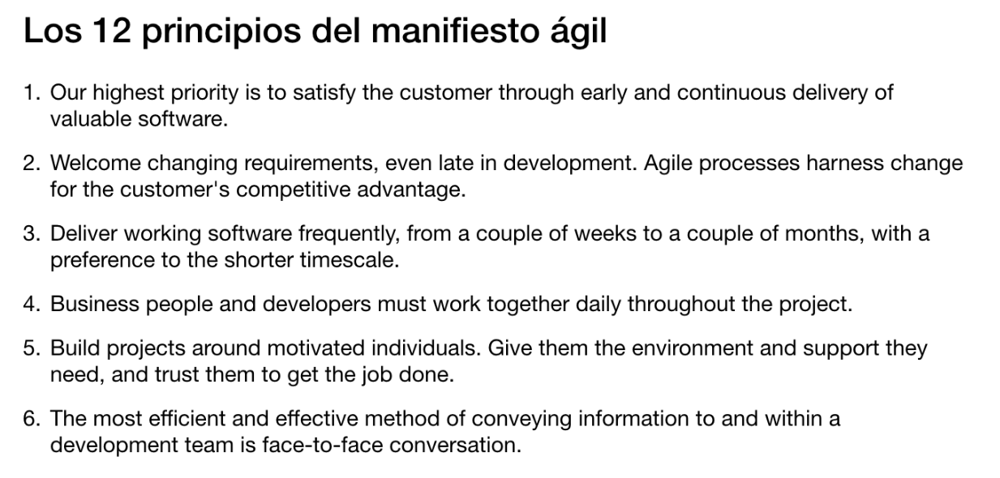 Los 12 principios del manifiesto ágil
1. Our highest priority is to satisfy the customer through early and continuous delivery of
valuable software.
2. Welcome changing requirements, even late in development. Agile processes harness change
for the customer's competitive advantage.
3. Deliver working software frequently, from a couple of weeks to a couple of months, with a
preference to the shorter timescale.
4. Business people and developers must work together daily throughout the project.
5. Build projects around motivated individuals. Give them the environment and support they
need, and trust them to get the job done.
6. The most efficient and effective method of conveying information to and within a
development team is face-to-face conversation.